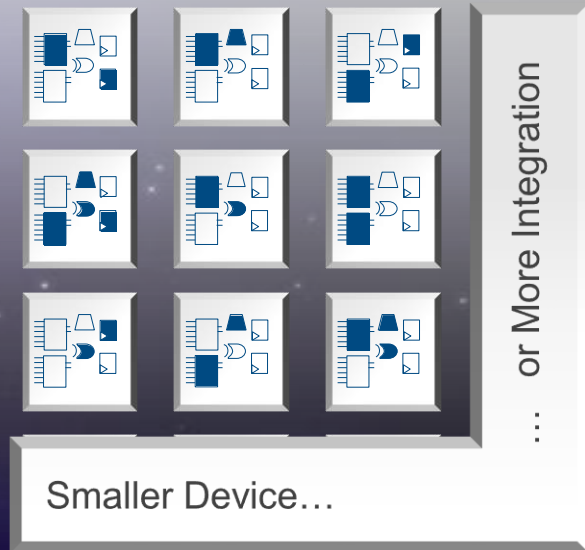 Smaller Device…
… or More Integration